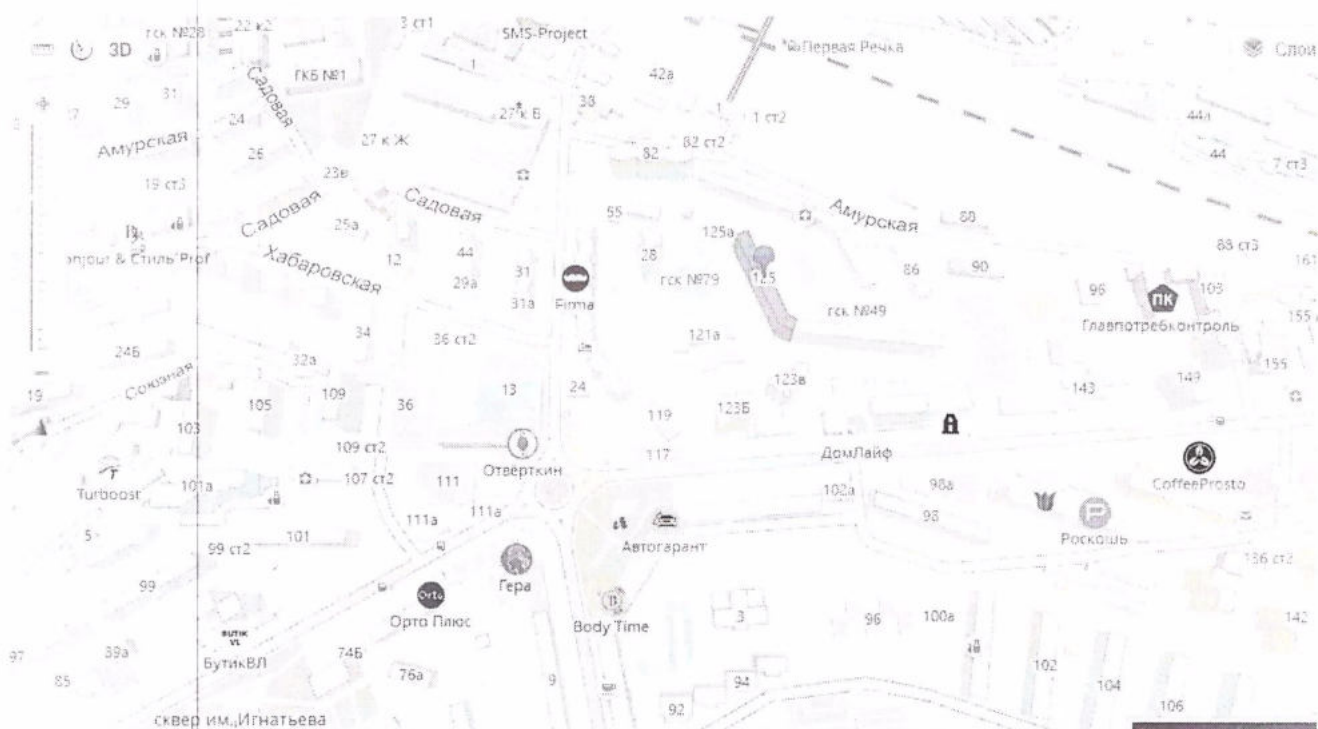 гск №28
22 к2
3 ст1
SMS-Project
3D
ГКБ №1
Первая Речка
Слои
1
42а
29
31
27 к В
38
1
1 ст2
44а
24
Садовая
Амурская
26
27 к Ж
82
82 ст2
44
7 ст3
19 ст3
23в
Садовая
Садовая
55
Амурская
88
25а
125а
88 ст3
Хабаровская
12
44
29а
31
31а
28
гск №79
125
86
90
161
96
ПК
103
Firma
гск №49
Главпотребконтроль
34
36 ст2
121а
155
24Б
Союзная
32а
13
24
123в
143
149
155
19
105
109
36
119
123Б
103
109 ст2
Отвёрткин
117
ДомЛайф
Turboost
101а
107 ст2
111
102а
98а
CoffeeProsto
5
111а
111а
98
99 ст2
101
Автогарант
Роскошь
136 ст2
99
Гера
Orto
Орто Плюс
Body Time
3
96
100а
142
BUTIK
VL
БутикВЛ
97
39а
85
74Б
76а
9
94
92
102
104
106
сквер им. Игнатьева